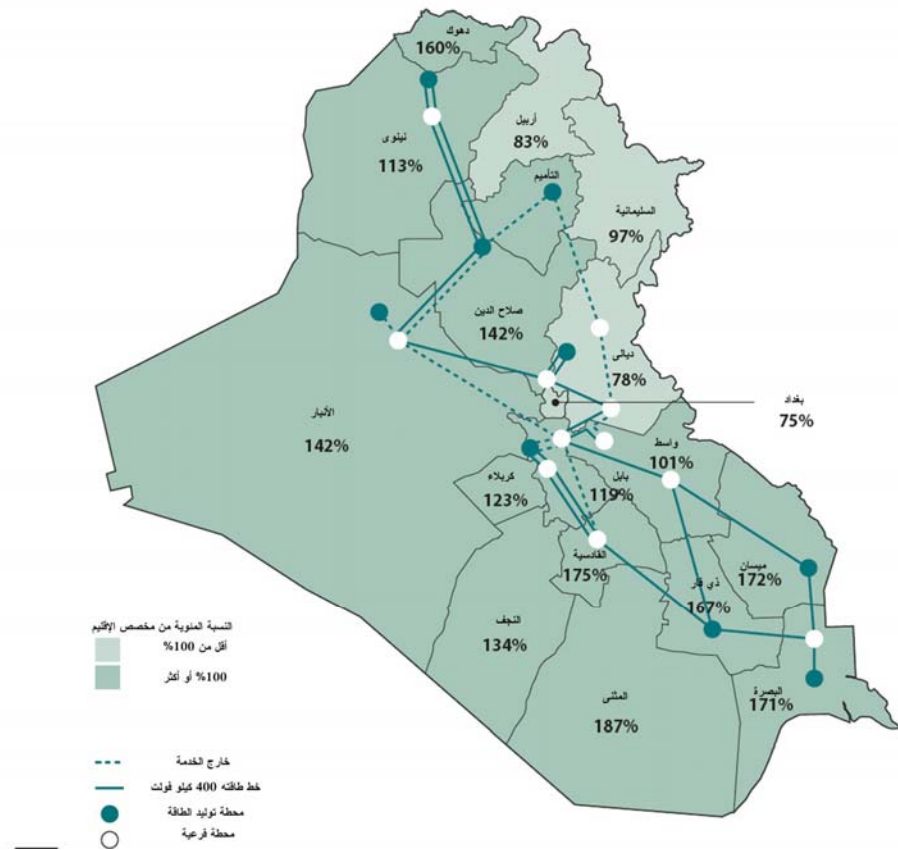 دهوك
160%
أربيل
83%
نينوى
113%
التأميم
السليمانية
97%
صلاح الدين
142%
ديالى
78%
بغداد
75%
الأنبار
142%
واسط
101%
بابل
119%
كربلاء
123%
القادسية
175%
ميسان
172%
ذي قار
167%
النجف
134%
المثنى
187%
البصرة
171%
النسبة المئوية من مخصص الإقليم
أقل من 100%
100% أو أكثر
خارج الخدمة
خط طاقته 400 كيلو فولت
محطة توليد الطاقة
محطة فرعية